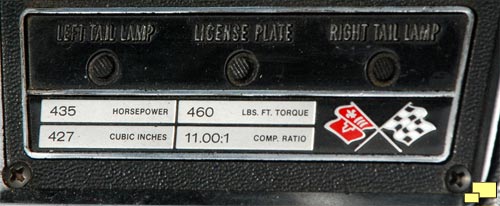 LEFT TAIL LAMP LICENSE PLATE RIGHT TAIL LAMP
435 HORSEPOWER 460 LBS. FT. TORQUE
427 CUBIC INCHES 11.00:1 COMP. RATIO